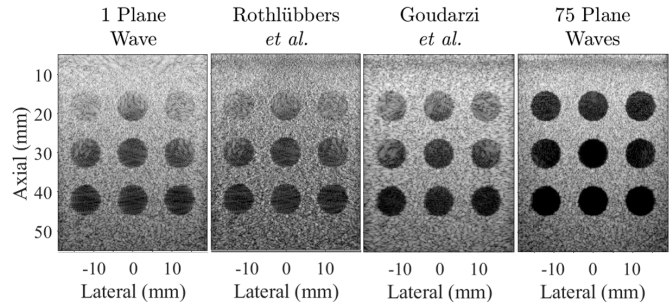 1 Plane Rothlübbers Goudarzi 75 Plane
Wave et al. et al. Waves
10
20
30
40
50
Axial (mm)
-10 0 10 -10 0 10 -10 0 10 -10 0 10
Lateral (mm) Lateral (mm) Lateral (mm) Lateral (mm)